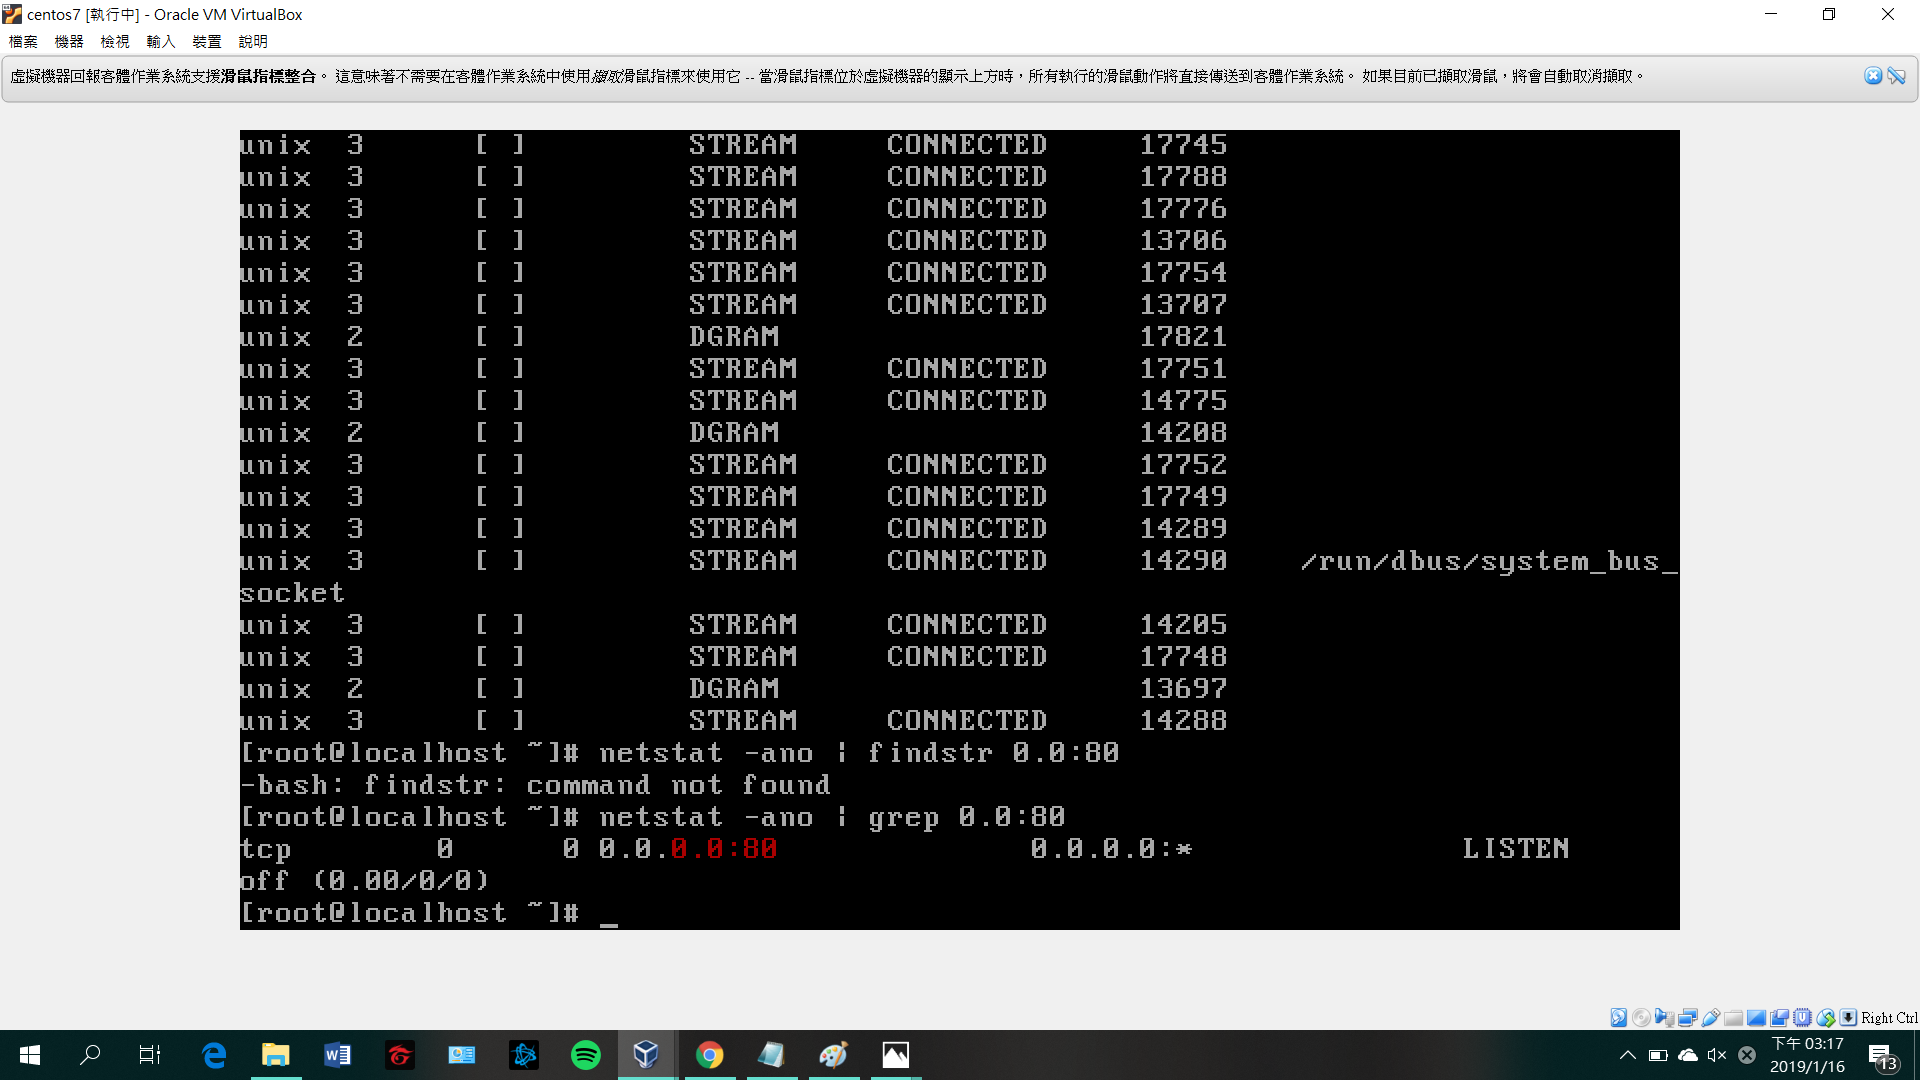 centos7 [執行中] - Oracle VM VirtualBox
檔案 機器 檢視 輸入 裝置 說明
虛擬機器回報客體作業系統支援滑鼠指標整合。 這意味著不需要在客體作業系統中使用擷取滑鼠指標來使用它 -- 當滑鼠指標位於虛擬機器的顯示上方時，所有執行的滑鼠動作將直接傳送到客體作業系統。 如果目前已擷取滑鼠，將會自動取消擷取。
unix 3 [ ] STREAM CONNECTED 17745
unix 3 [ ] STREAM CONNECTED 17788
unix 3 [ ] STREAM CONNECTED 17776
unix 3 [ ] STREAM CONNECTED 13706
unix 3 [ ] STREAM CONNECTED 17754
unix 3 [ ] STREAM CONNECTED 13707
unix 2 [ ] DGRAM 17821
unix 3 [ ] STREAM CONNECTED 17751
unix 3 [ ] STREAM CONNECTED 14775
unix 2 [ ] DGRAM 14208
unix 3 [ ] STREAM CONNECTED 17752
unix 3 [ ] STREAM CONNECTED 17749
unix 3 [ ] STREAM CONNECTED 14289
unix 3 [ ] STREAM CONNECTED 14290 /run/dbus/system_bus_
socket
unix 3 [ ] STREAM CONNECTED 14205
unix 3 [ ] STREAM CONNECTED 17748
unix 2 [ ] DGRAM 13697
unix 3 [ ] STREAM CONNECTED 14288
[root@localhost ~]# netstat -ano | findstr 0.0:80
-bash: findstr: command not found
[root@localhost ~]# netstat -ano | grep 0.0:80
tcp 0 0 0.0.0.0:80 0.0.0.0:* LISTEN
off (0.00/0/0)
[root@localhost ~]# _
Right Ctrl
下午 03:17
2019/1/16
13